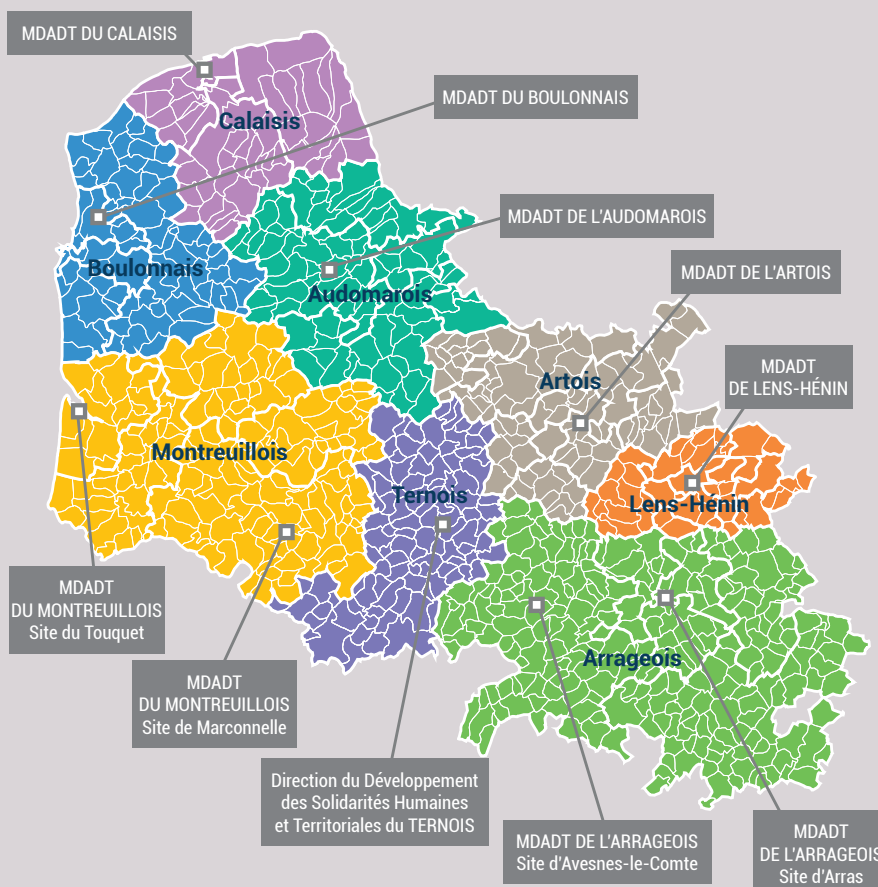 MDADT DU CALAISIS
MDADT DU BOULONNAIS
Calaisis
MDADT DE L'AUDOMAROIS
Boulonnais
MDADT DE L'ARTOIS
Audomarois
MDADT
DE LENS-HÉNIN
Artois
Montreuillois
Ternois
Lens-Hénin
MDADT
DU MONTREUILLOIS
Site du Touquet
Arrageois
MDADT
DU MONTREUILLOIS
Site de Marconnelle
Direction du Développement
des Solidarités Humaines
et Territoriales du TERNOIS
MDADT DE L'ARRAGEOIS
Site d'Avesnes-le-Comte
MDADT
DE L'ARRAGEOIS
Site d'Arras